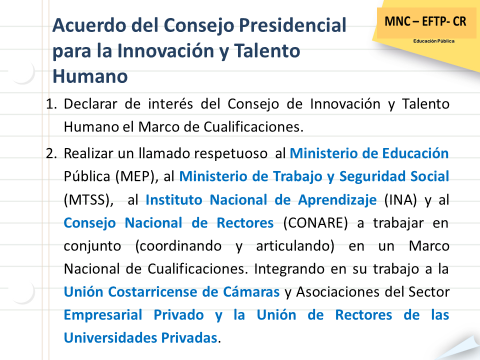 Acuerdo del Consejo Presidencial
para la Innovación y Talento
Humano
MNC – EFTP- CR
Educación Pública
1. Declarar de interés del Consejo de Innovación y Talento
Humano el Marco de Cualificaciones.
2. Realizar un llamado respetuoso al Ministerio de Educación
Pública (MEP), al Ministerio de Trabajo y Seguridad Social
(MTSS), al Instituto Nacional de Aprendizaje (INA) y al
Consejo Nacional de Rectores (CONARE) a trabajar en
conjunto (coordinando y articulando) en un Marco
Nacional de Cualificaciones. Integrando en su trabajo a la
Unión Costarricense de Cámaras y Asociaciones del Sector
Empresarial Privado y la Unión de Rectores de las
Universidades Privadas.